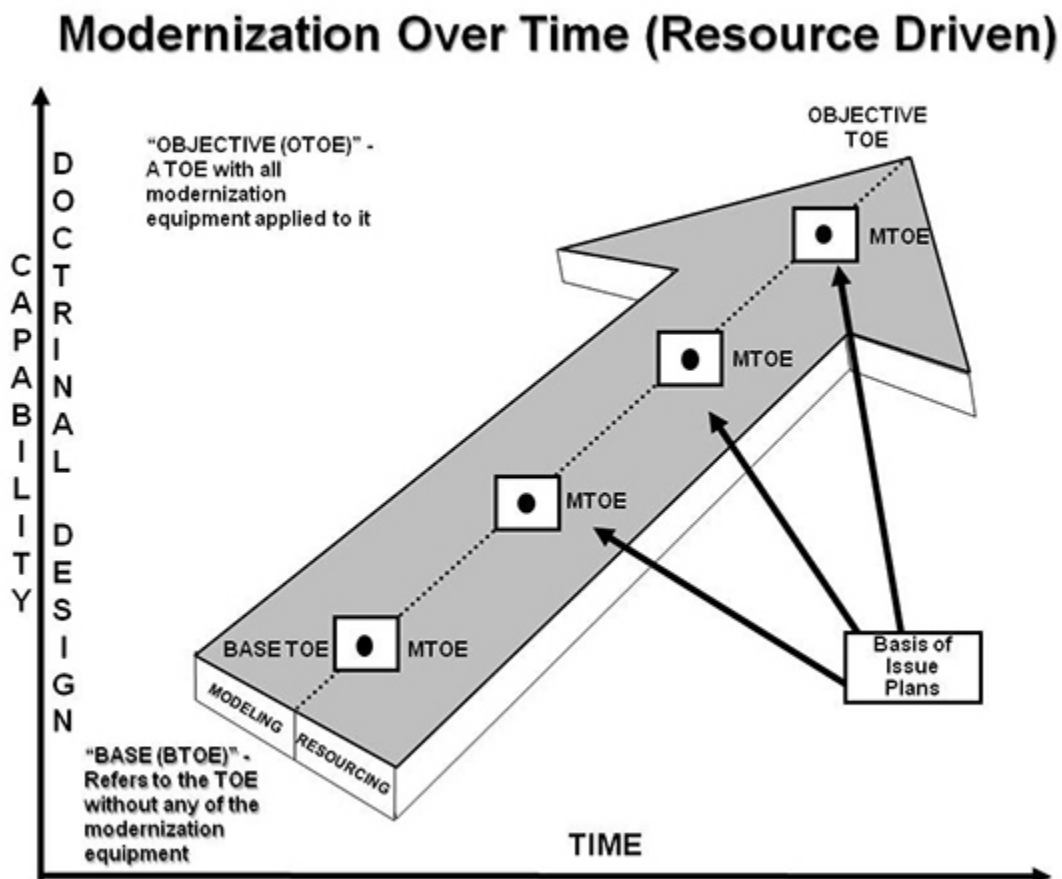 Modernization Over Time (Resource Driven)
CAPABILITY
DOCTRINAL DESIGN
“OBJECTIVE (OTOE)” -
A TOE with all
modernization
equipment applied to it
OBJECTIVE
TOE
MTOE
MTOE
MTOE
BASE TOE
MTOE
MODELING
RESOURCING
Basis of
Issue
Plans
“BASE (BTOE)” -
Refers to the TOE
without any of the
modernization
equipment
TIME